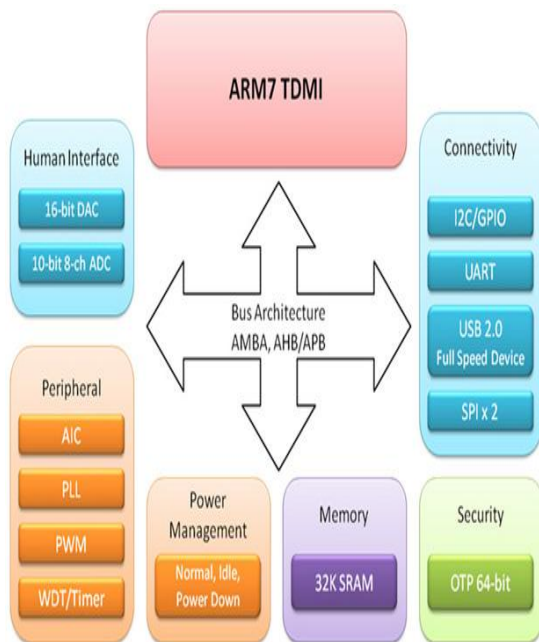 ARM7 TDMI
Human Interface
16-bit DAC
10-bit 8-ch ADC
Connectivity
I2C/GPIO
UART
USB 2.0
Full Speed Device
SPI x 2
Bus Architecture
AMBA, AHB/APB
Peripheral
AIC
PLL
PWM
WDT/Timer
Power
Management
Normal, Idle,
Power Down
Memory
32K SRAM
Security
OTP 64-bit